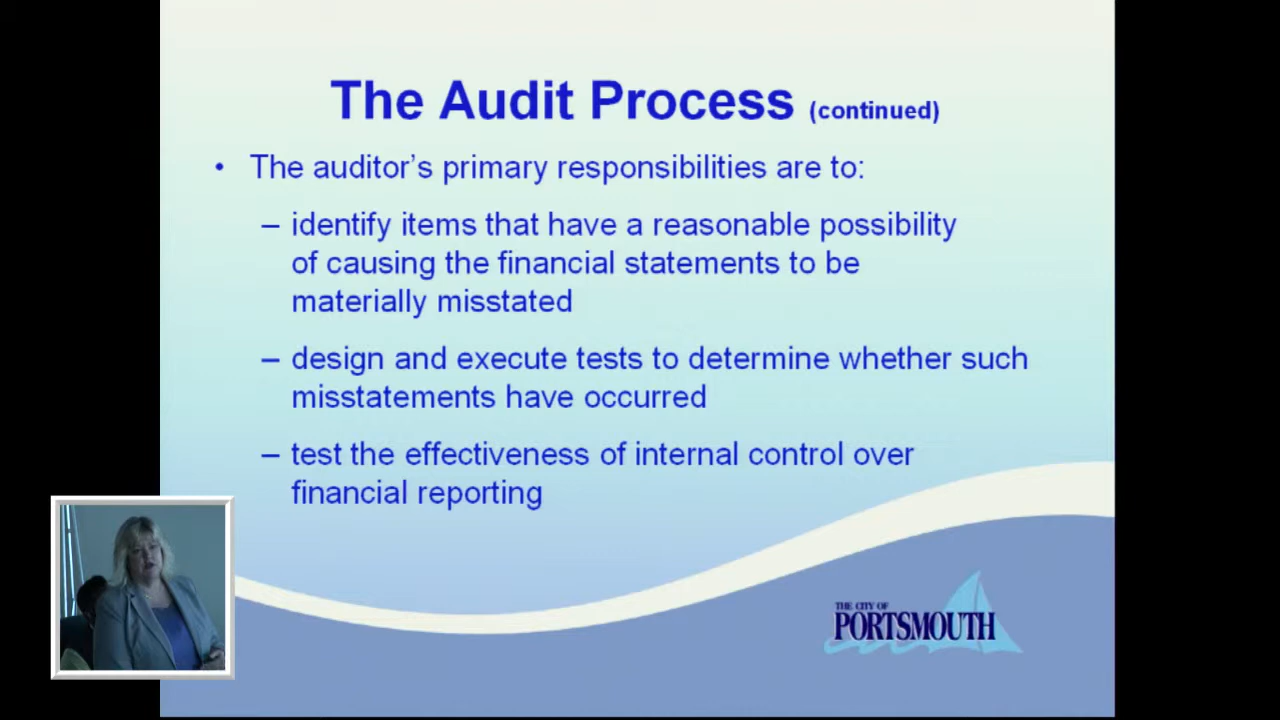 The Audit Process (continued)
• The auditor’s primary responsibilities are to:
– identify items that have a reasonable possibility
of causing the financial statements to be
materially misstated
– design and execute tests to determine whether such
misstatements have occurred
– test the effectiveness of internal control over
financial reporting
THE CITY OF
PORTSMOUTH